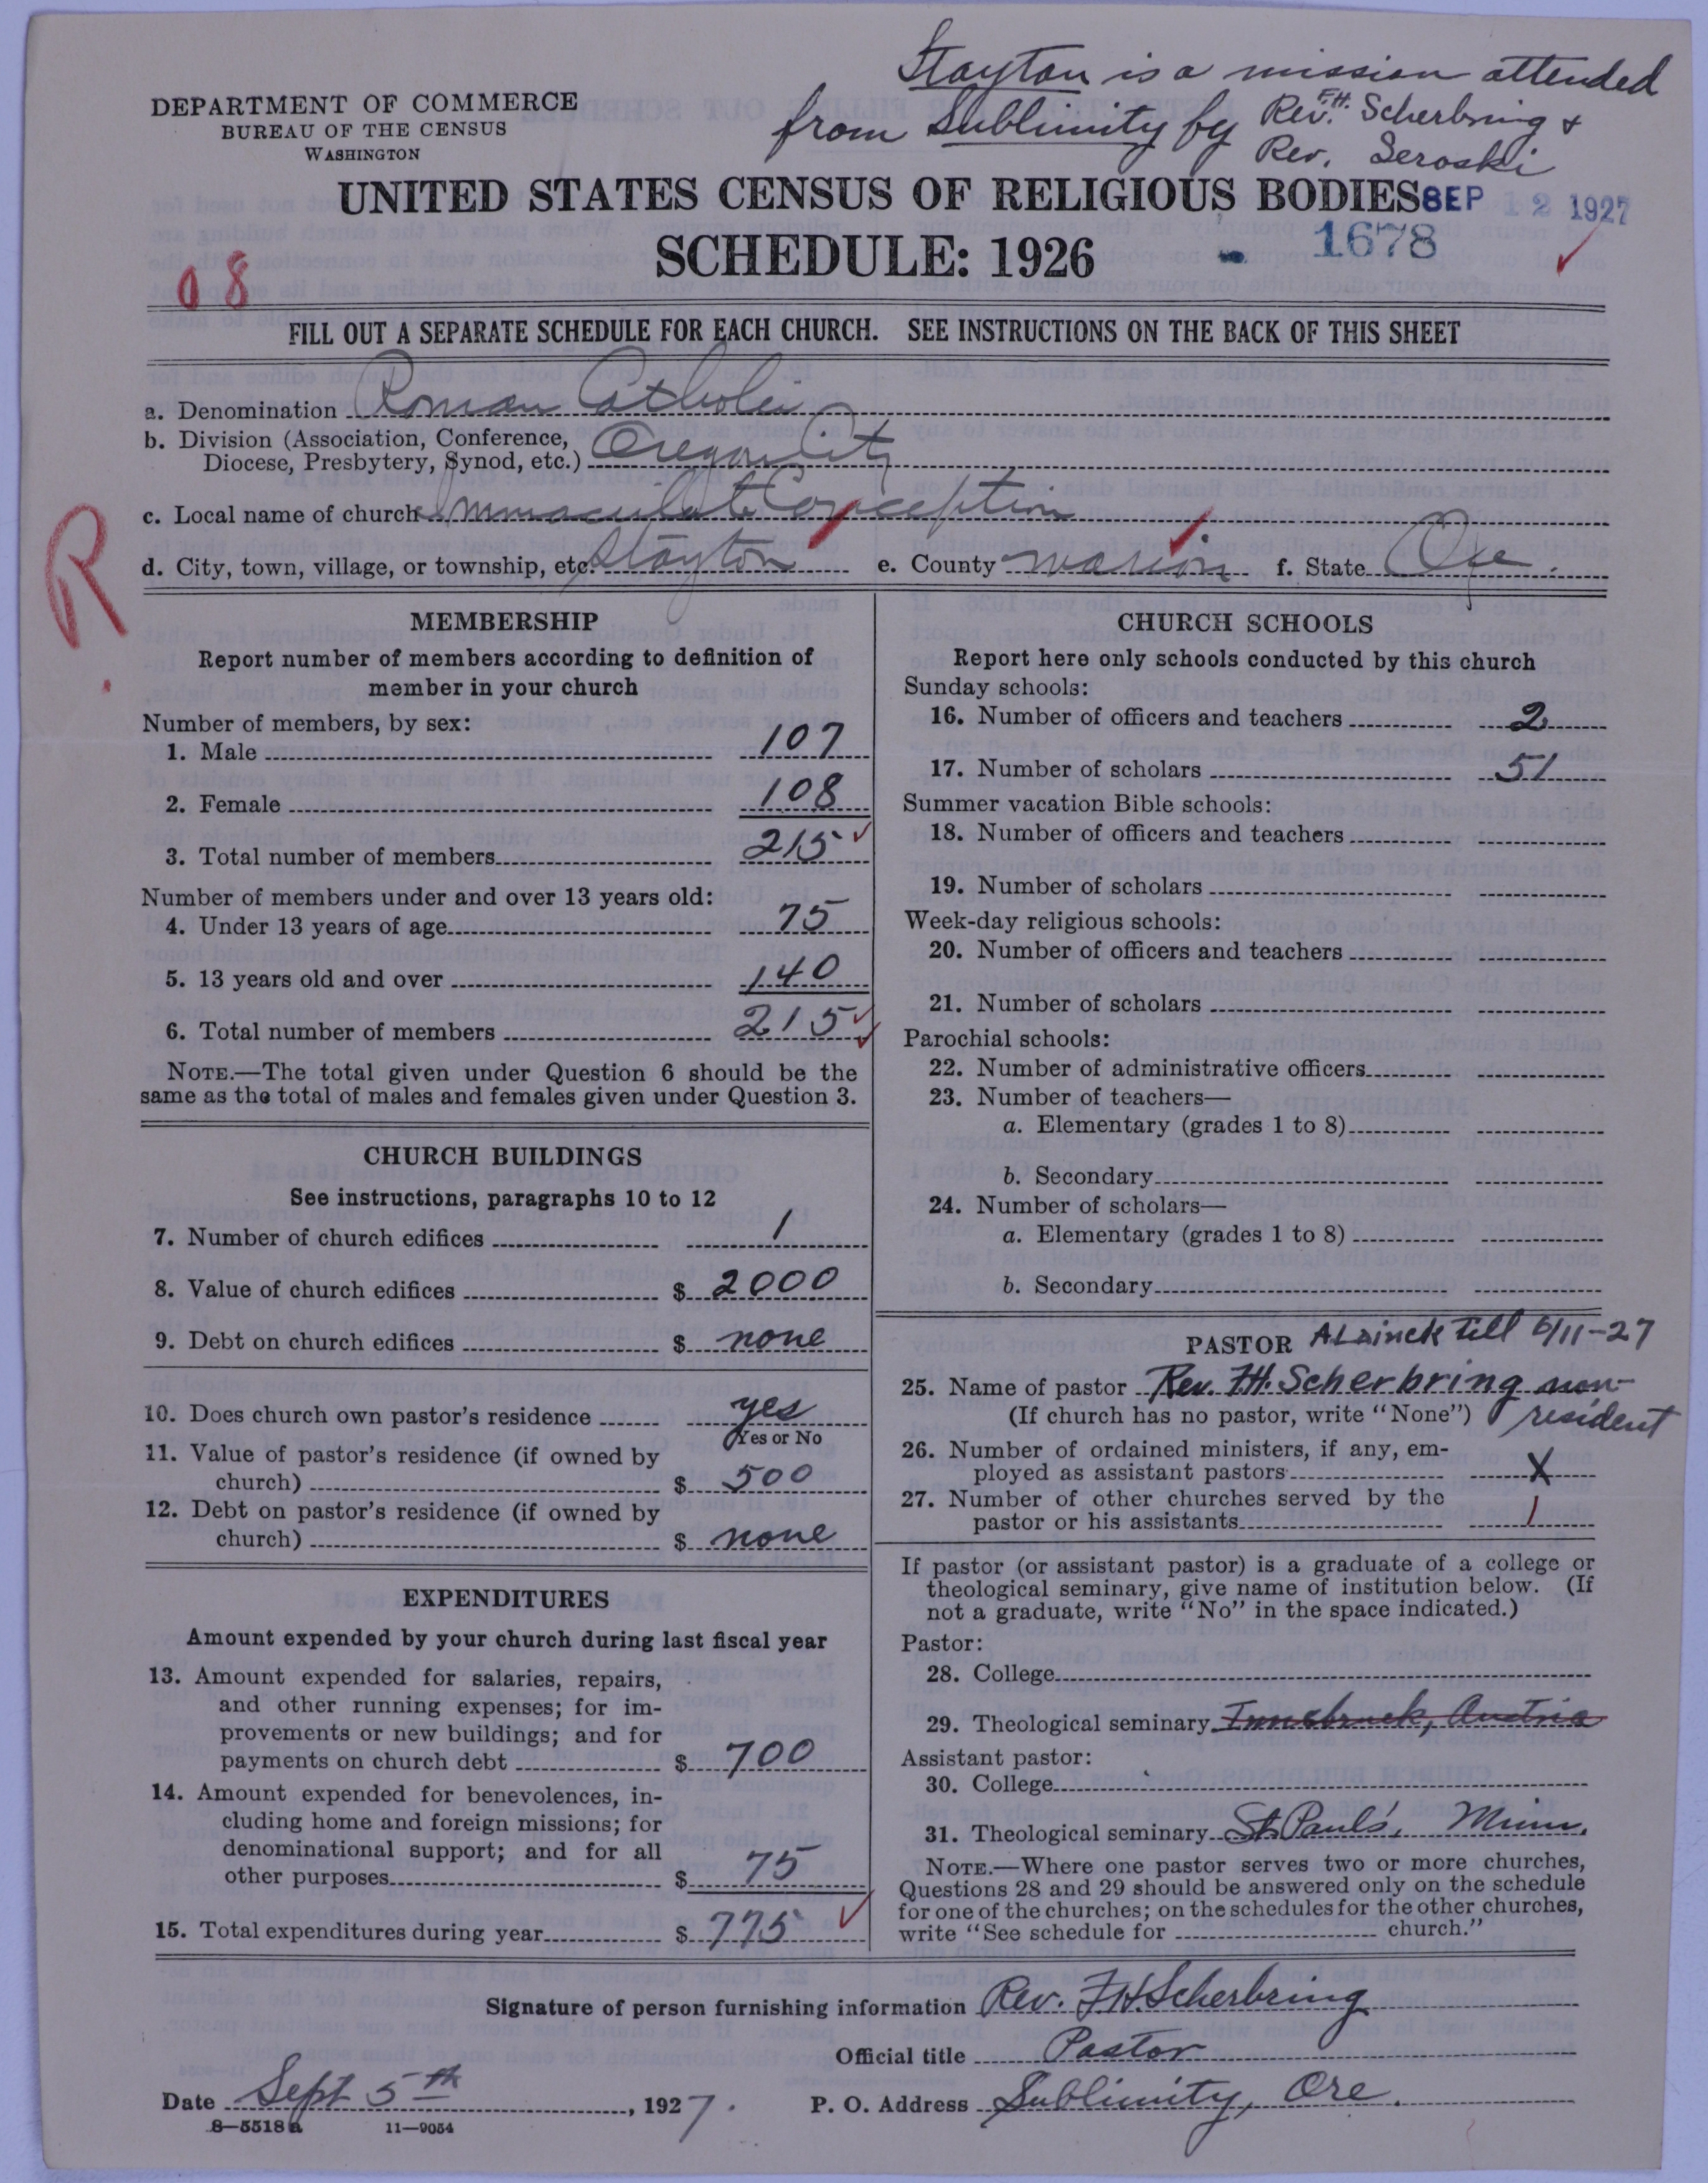 Stayton is a mission attended
from Sublimity by Rev. F.H. Scherbring &
Rev. Seroski
DEPARTMENT OF COMMERCE
BUREAU OF THE CENSUS
WASHINGTON
UNITED STATES CENSUS OF RELIGIOUS BODIES SEP 12 1927
SCHEDULE: 1926 1678
08
FILL OUT A SEPARATE SCHEDULE FOR EACH CHURCH. SEE INSTRUCTIONS ON THE BACK OF THIS SHEET
a. Denomination Roman Catholic
b. Division (Association, Conference,
Diocese, Presbytery, Synod, etc.) Oregon City
c. Local name of church Immaculate Conception
d. City, town, village, or township, etc. Stayton e. County Marion f. State Ore.
R.
MEMBERSHIP
Report number of members according to definition of
member in your church
Number of members, by sex:
1. Male 107
2. Female 108
3. Total number of members 215
Number of members under and over 13 years old:
4. Under 13 years of age 75
5. 13 years old and over 140
6. Total number of members 215
NOTE.—The total given under Question 6 should be the
same as the total of males and females given under Question 3.
CHURCH BUILDINGS
See instructions, paragraphs 10 to 12
7. Number of church edifices 1
8. Value of church edifices $ 2000
9. Debt on church edifices $ none
10. Does church own pastor's residence yes
Yes or No
11. Value of pastor's residence (if owned by
church) $ 500
12. Debt on pastor's residence (if owned by
church) $ none
EXPENDITURES
Amount expended by your church during last fiscal year
13. Amount expended for salaries, repairs,
and other running expenses; for im-
provements or new buildings; and for
payments on church debt $ 700
14. Amount expended for benevolences, in-
cluding home and foreign missions; for
denominational support; and for all
other purposes $ 75
15. Total expenditures during year $ 775
CHURCH SCHOOLS
Report here only schools conducted by this church
Sunday schools:
16. Number of officers and teachers 2
17. Number of scholars 51
Summer vacation Bible schools:
18. Number of officers and teachers
19. Number of scholars
Week-day religious schools:
20. Number of officers and teachers
21. Number of scholars
Parochial schools:
22. Number of administrative officers
23. Number of teachers—
a. Elementary (grades 1 to 8)
b. Secondary
24. Number of scholars—
a. Elementary (grades 1 to 8)
b. Secondary
PASTOR A Lainck till 6/11-27
25. Name of pastor Rev. F.H. Scherbring non-
(If church has no pastor, write "None") resident
26. Number of ordained ministers, if any, em-
ployed as assistant pastors X
27. Number of other churches served by the
pastor or his assistants 1
If pastor (or assistant pastor) is a graduate of a college or
theological seminary, give name of institution below. (If
not a graduate, write "No" in the space indicated.)
Pastor:
28. College
29. Theological seminary Innsbruck, Austria
Assistant pastor:
30. College
31. Theological seminary St. Paul's, Minn.
NOTE.—Where one pastor serves two or more churches,
Questions 28 and 29 should be answered only on the schedule
for one of the churches; on the schedules for the other churches,
write "See schedule for church."
Signature of person furnishing information Rev. F.H. Scherbring
Official title Pastor
Date Sept 5th, 1927. P. O. Address Sublimity, Ore.
8—5518a 11—9054